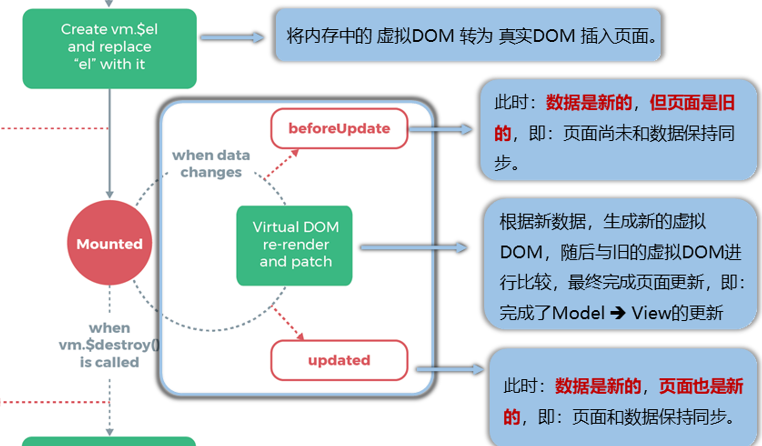 Create vm.$el
and replace
“el” with it
将内存中的 虚拟DOM 转为 真实DOM 插入页面。
beforeUpdate
此时：数据是新的，但页面是旧
的，即：页面尚未和数据保持同
步。
when data
changes
Mounted
Virtual DOM
re-render
and patch
根据新数据，生成新的虚拟
DOM，随后与旧的虚拟DOM进
行比较，最终完成页面更新，即：
完成了Model ➔ View的更新
when
vm.$destroy()
is called
updated
此时：数据是新的，页面也是新
的，即：页面和数据保持同步。